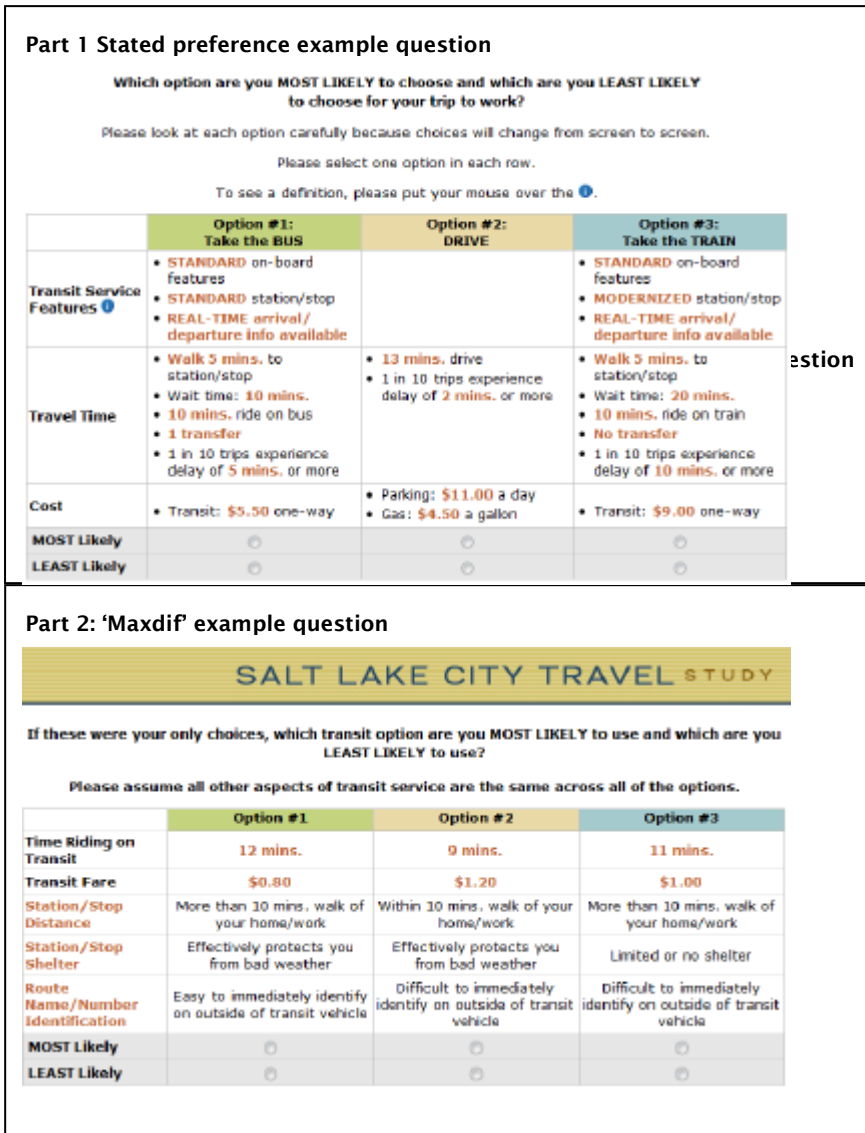 Part 1 Stated preference example question
Which option are you MOST LIKELY to choose and which are you LEAST LIKELY
to choose for your trip to work?
Please look at each option carefully because choices will change from screen to screen.
Please select one option in each row.
To see a definition, please put your mouse over the i.
Option #1:
Take the BUS
Option #2:
DRIVE
Option #3:
Take the TRAIN
Transit Service
Features i
• STANDARD on-board
features
• STANDARD station/stop
• REAL-TIME arrival/
departure info available
• STANDARD on-board
features
• MODERNIZED station/stop
• REAL-TIME arrival/
departure info available
estion
Travel Time
• Walk 5 mins. to
station/stop
• Wait time: 10 mins.
• 10 mins. ride on bus
• 1 transfer
• 1 in 10 trips experience
delay of 5 mins. or more
• 13 mins. drive
• 1 in 10 trips experience
delay of 2 mins. or more
• Walk 5 mins. to
station/stop
• Wait time: 20 mins.
• 10 mins. ride on train
• No transfer
• 1 in 10 trips experience
delay of 10 mins. or more
Cost
• Transit: $5.50 one-way
• Parking: $11.00 a day
• Gas: $4.50 a gallon
• Transit: $9.00 one-way
MOST Likely
LEAST Likely
Part 2: ‘Maxdif’ example question
SALT LAKE CITY TRAVEL STUDY
If these were your only choices, which transit option are you MOST LIKELY to use and which are you
LEAST LIKELY to use?
Please assume all other aspects of transit service are the same across all of the options.
Option #1 Option #2 Option #3
Time Riding on
Transit
12 mins. 9 mins. 11 mins.
Transit Fare $0.80 $1.20 $1.00
Station/Stop
Distance
More than 10 mins. walk of
your home/work
Within 10 mins. walk of your
home/work
More than 10 mins. walk of
your home/work
Station/Stop
Shelter
Effectively protects you
from bad weather
Effectively protects you
from bad weather
Limited or no shelter
Route
Name/Number
Identification
Easy to immediately identify
on outside of transit vehicle
Difficult to immediately
identify on outside of transit
vehicle
Difficult to immediately
identify on outside of transit
vehicle
MOST Likely
LEAST Likely